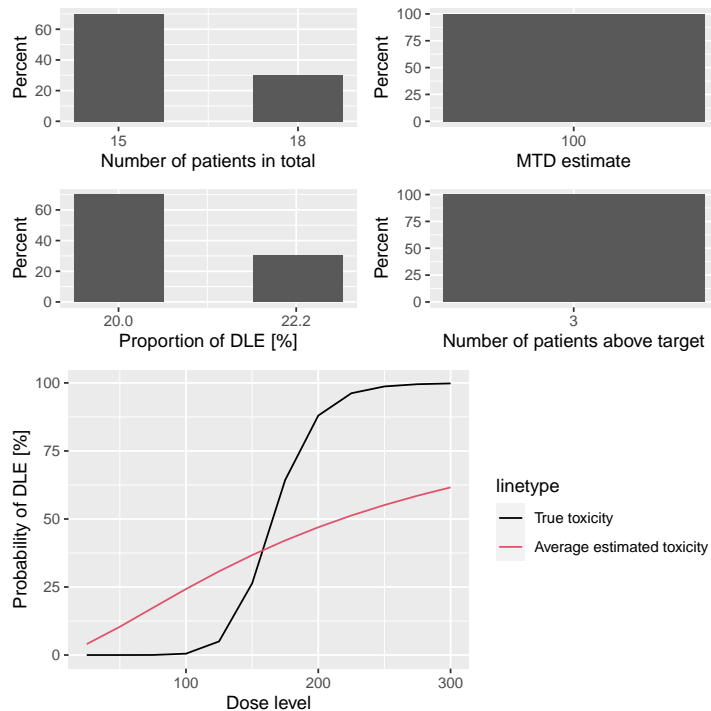 Percent
60
40
20
0
15
18
Number of patients in total
Percent
100
75
50
25
0
100
MTD estimate
Percent
60
40
20
0
20.0
22.2
Proportion of DLE [%]
Percent
100
75
50
25
0
3
Number of patients above target
Probability of DLE [%]
100
75
50
25
0
100
200
300
Dose level
linetype
True toxicity
Average estimated toxicity